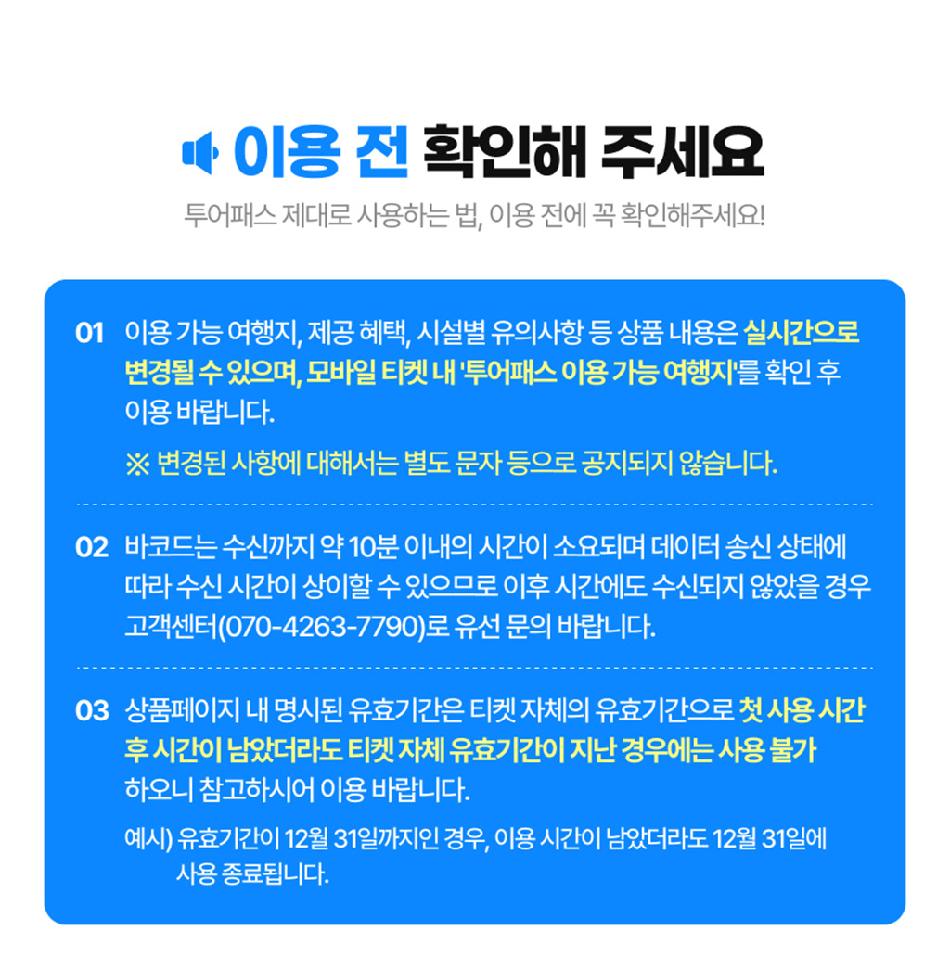 이용 전 확인해 주세요
투어패스 제대로 사용하는 법, 이용 전에 꼭 확인해주세요!
01 이용 가능 여행지, 제공 혜택, 시설별 유의사항 등 상품 내용은 실시간으로
변경될 수 있으며, 모바일 티켓 내 '투어패스 이용 가능 여행지'를 확인 후
이용 바랍니다.
※ 변경된 사항에 대해서는 별도 문자 등으로 공지되지 않습니다.
02 바코드는 수신까지 약 10분 이내의 시간이 소요되며 데이터 송신 상태에
따라 수신 시간이 상이할 수 있으므로 이후 시간에도 수신되지 않았을 경우
고객센터(070-4263-7790)로 유선 문의 바랍니다.
03 상품페이지 내 명시된 유효기간은 티켓 자체의 유효기간으로 첫 사용 시간
후 시간이 남았더라도 티켓 자체 유효기간이 지난 경우에는 사용 불가
하오니 참고하시어 이용 바랍니다.
예시) 유효기간이 12월 31일까지인 경우, 이용 시간이 남았더라도 12월 31일에
사용 종료됩니다.